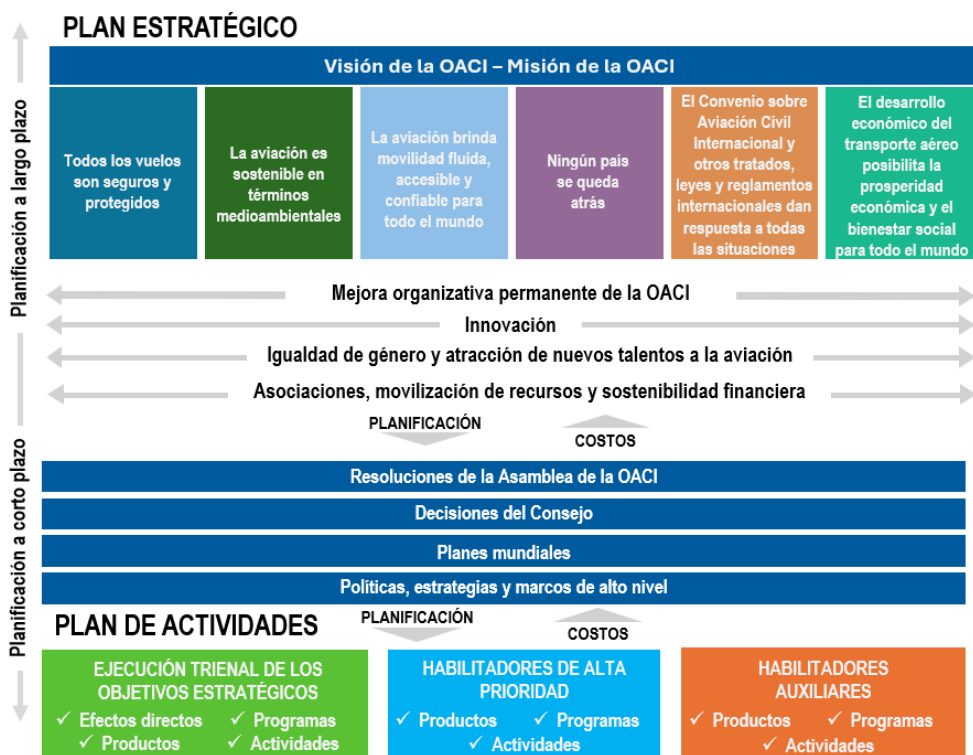 PLAN ESTRATÉGICO
Visión de la OACI – Misión de la OACI
Planificación a largo plazo
Todos los vuelos
son seguros y
protegidos
La aviación es
sostenible en
términos
medioambientales
La aviación brinda
movilidad fluida,
accesible y
confiable para
todo el mundo
Ningún país
se queda
atrás
El Convenio sobre
Aviación Civil
Internacional y
otros tratados,
leyes y reglamentos
internacionales dan
respuesta a todas
las situaciones
El desarrollo
económico del
transporte aéreo
posibilita la
prosperidad
económica y el
bienestar social
para todo el mundo
Mejora organizativa permanente de la OACI
Innovación
Igualdad de género y atracción de nuevos talentos a la aviación
Asociaciones, movilización de recursos y sostenibilidad financiera
PLANIFICACIÓN
COSTOS
Planificación a corto plazo
Resoluciones de la Asamblea de la OACI
Decisiones del Consejo
Planes mundiales
Políticas, estrategias y marcos de alto nivel
PLAN DE ACTIVIDADES
PLANIFICACIÓN
COSTOS
EJECUCIÓN TRIENAL DE LOS
OBJETIVOS ESTRATÉGICOS
✓ Efectos directos ✓ Programas
✓ Productos ✓ Actividades
HABILITADORES DE ALTA
PRIORIDAD
✓ Productos ✓ Programas
✓ Actividades
HABILITADORES
AUXILIARES
✓ Productos ✓ Programas
✓ Actividades